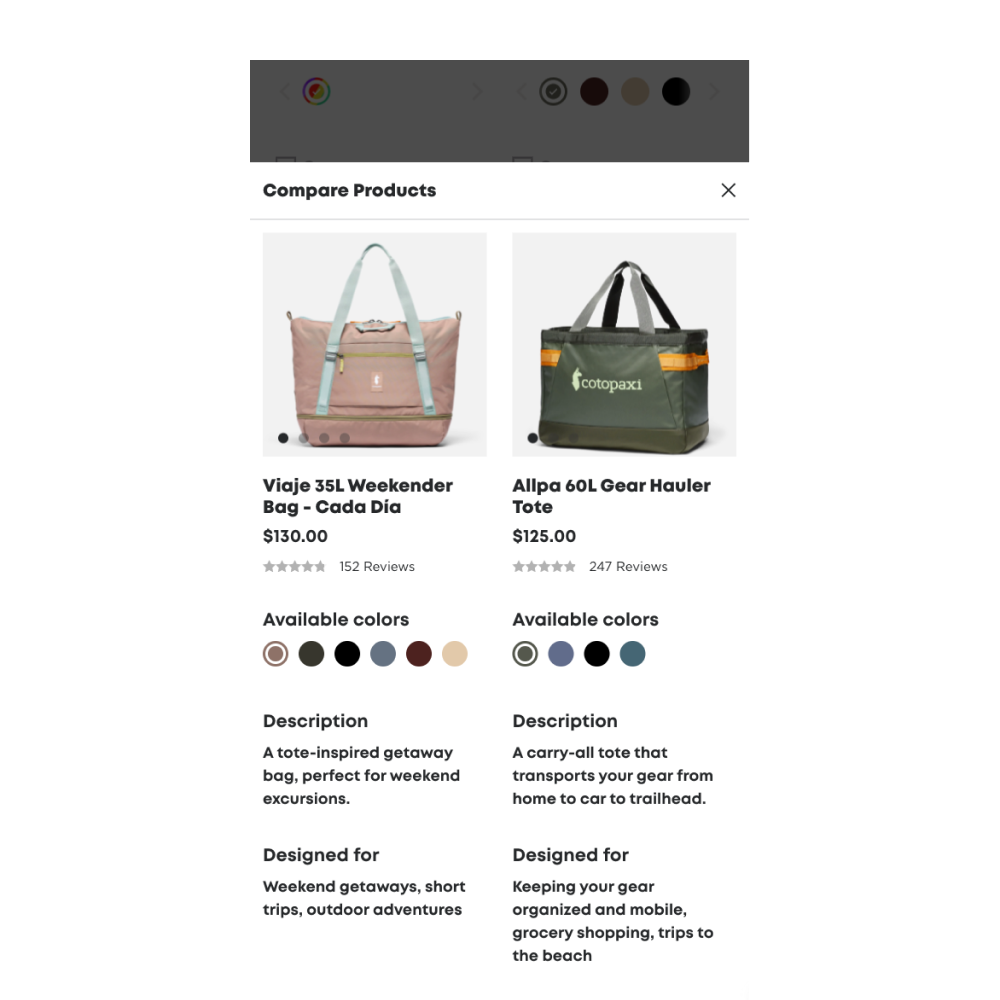 Compare Products
cotopaxi
Viaje 35L Weekender
Bag - Cada Día
$130.00
152 Reviews
Available colors
Description
A tote-inspired getaway
bag, perfect for weekend
excursions.
Designed for
Weekend getaways, short
trips, outdoor adventures
Allpa 60L Gear Hauler
Tote
$125.00
247 Reviews
Available colors
Description
A carry-all tote that
transports your gear from
home to car to trailhead.
Designed for
Keeping your gear
organized and mobile,
grocery shopping, trips to
the beach